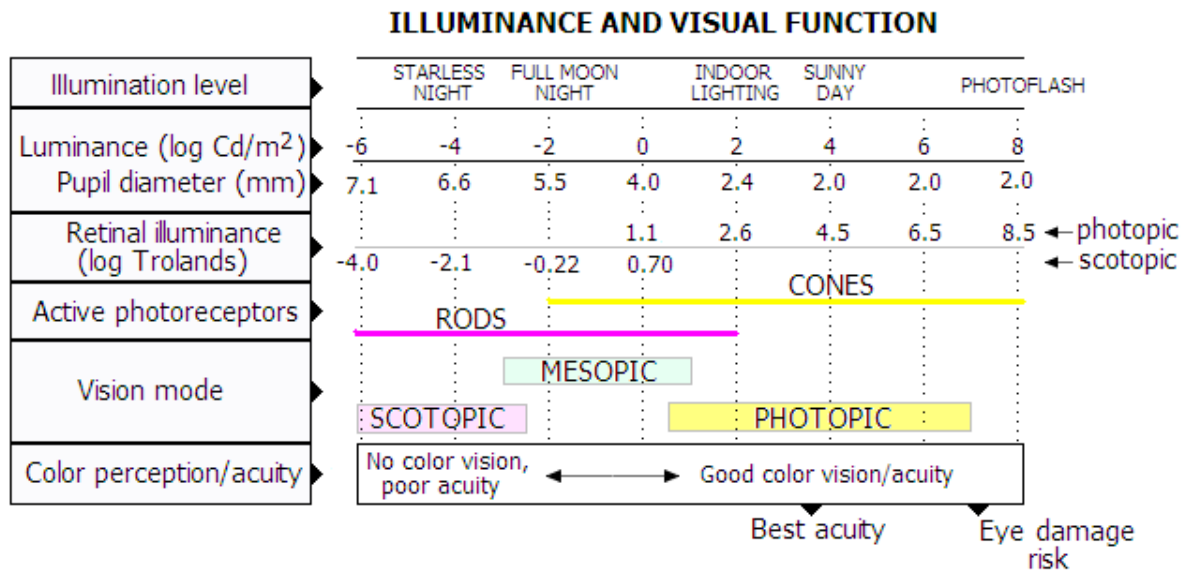 ILLUMINANCE AND VISUAL FUNCTION
Illumination level
STARLESS NIGHT
FULL MOON NIGHT
INDOOR LIGHTING
SUNNY DAY
PHOTOFLASH
Luminance (log Cd/m²) -6 -4 -2 0 2 4 6 8
Pupil diameter (mm) 7.1 6.6 5.5 4.0 2.4 2.0 2.0 2.0
Retinal illuminance
(log Trolands)
1.1 2.6 4.5 6.5 8.5 ← photopic
-4.0 -2.1 -0.22 0.70 ← scotopic
Active photoreceptors
CONES
RODS
Vision mode
MESOPIC
SCOTOPIC PHOTOPIC
Color perception/acuity
No color vision,
poor acuity
Good color vision/acuity
Best acuity
Eye damage
risk